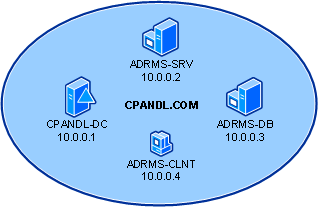 ADRMS-SRV
10.0.0.2
CPANDL-DC
10.0.0.1
CPANDL.COM
ADRMS-DB
10.0.0.3
ADRMS-CLNT
10.0.0.4